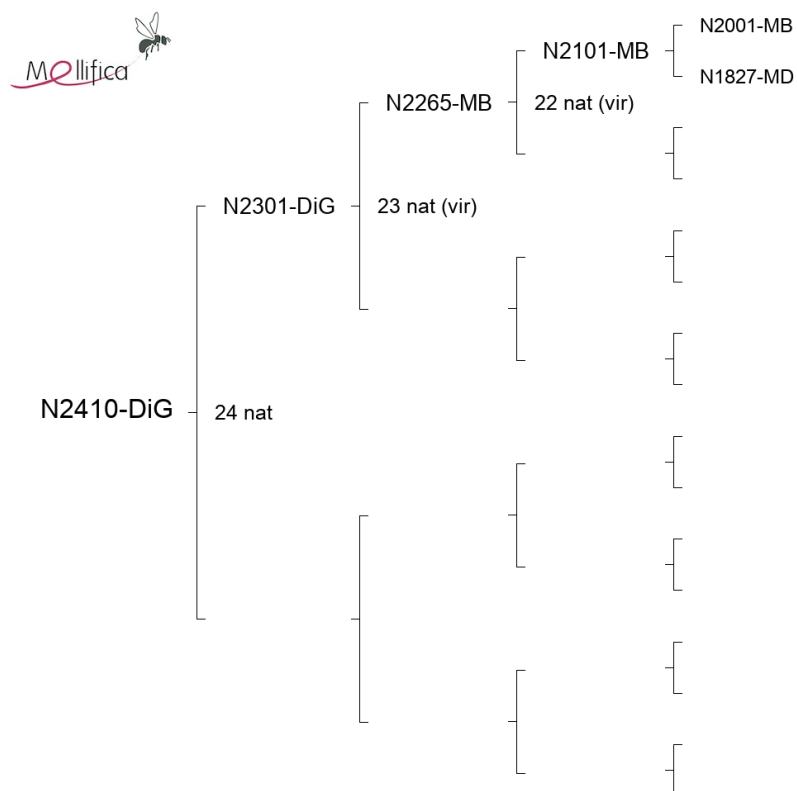 Mellifica
N2001-MB
N2101-MB
N1827-MD
N2265-MB
22 nat (vir)
N2301-DiG
23 nat (vir)
N2410-DiG
24 nat